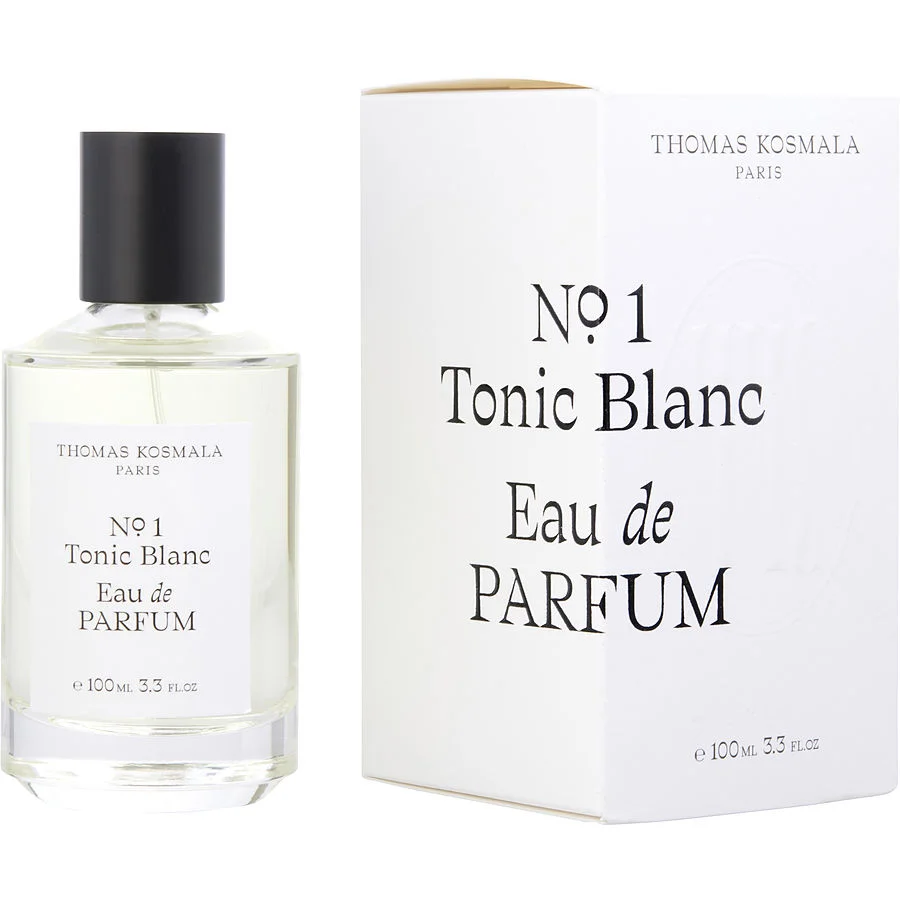 THOMAS KOSMALA
PARIS
Nº 1
Tonic Blanc
Eau de
PARFUM
℮ 100ML 3.3 FL.OZ
THOMAS KOSMALA
PARIS
Nº 1
Tonic Blanc
Eau de
PARFUM
℮ 100ML 3.3 FL.OZ